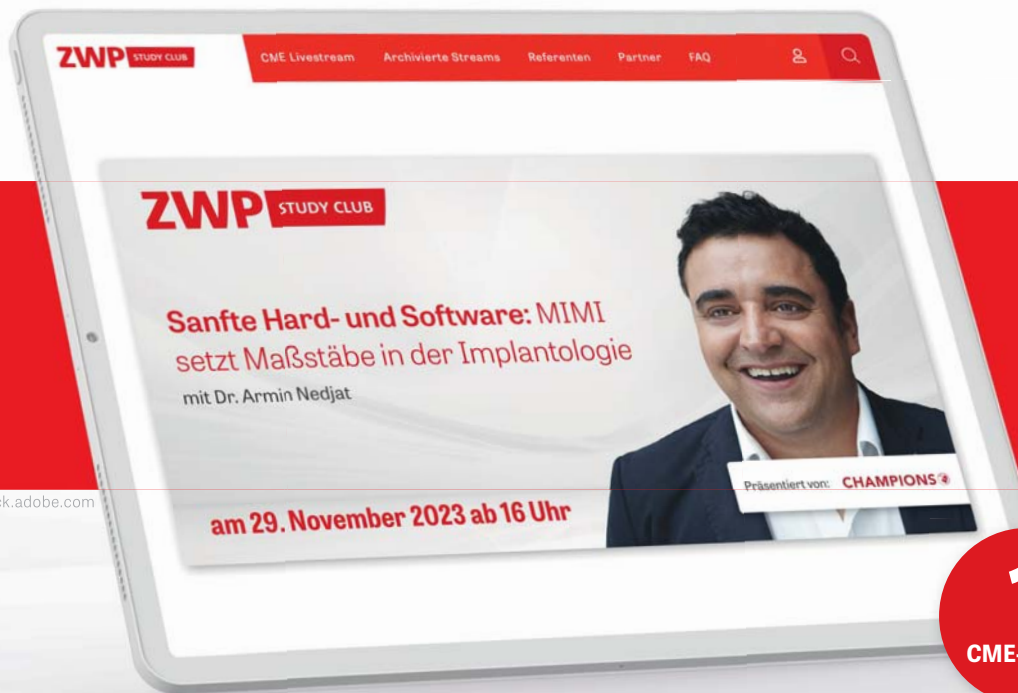 ZWP STUDY CLUB
CME Livestream Archivierte Streams Referenten Partner FAQ
ZWP STUDY CLUB
Sanfte Hard- und Software: MIMI
setzt Maßstäbe in der Implantologie
mit Dr. Armin Nedjat
Präsentiert von: CHAMPIONS
am 29. November 2023 ab 16 Uhr
ck.adobe.com
CME-